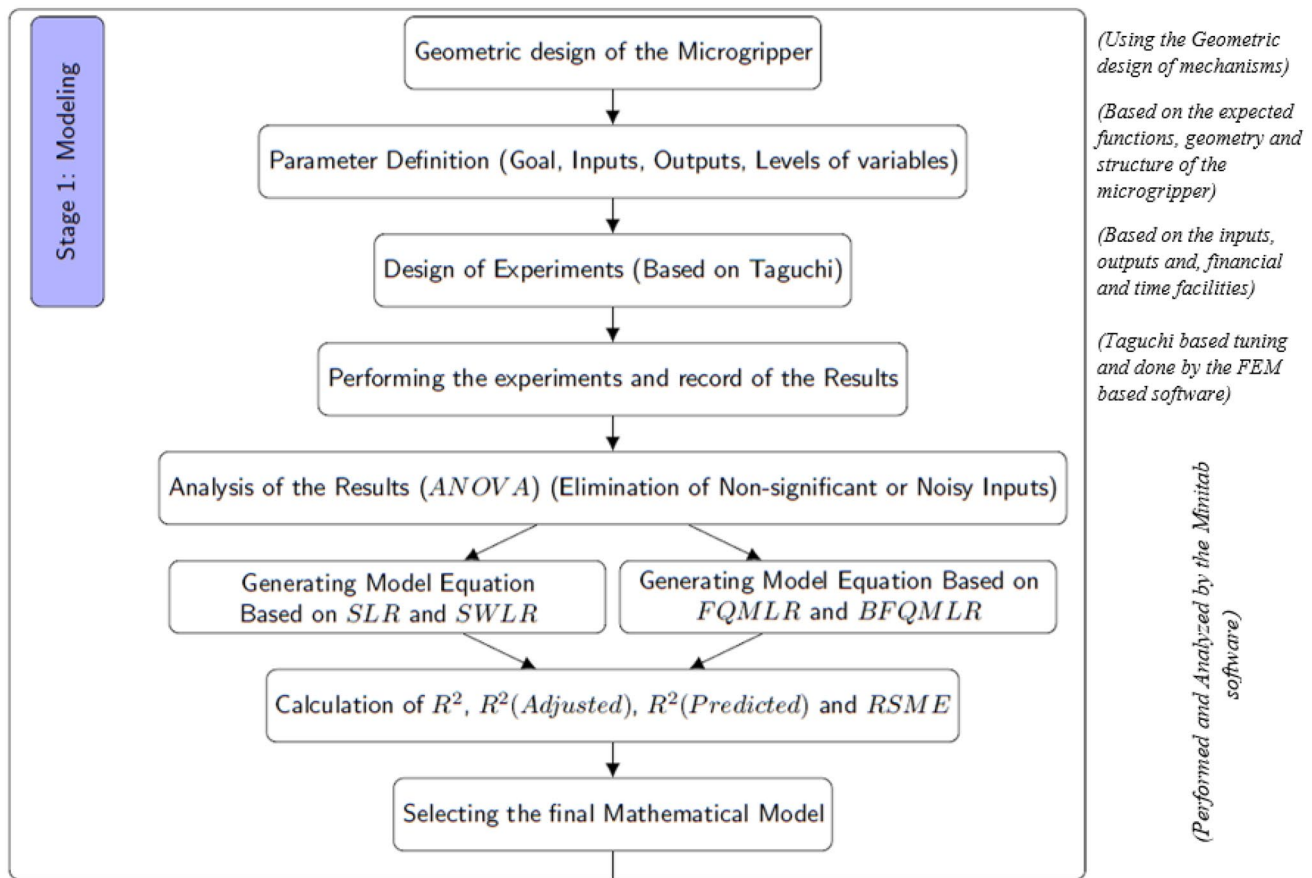 Stage 1: Modeling
Geometric design of the Microgripper
(Using the Geometric
design of mechanisms)
Parameter Definition (Goal, Inputs, Outputs, Levels of variables)
(Based on the expected
functions, geometry and
structure of the
microgripper)
Design of Experiments (Based on Taguchi)
(Based on the inputs,
outputs and, financial
and time facilities)
Performing the experiments and record of the Results
(Taguchi based tuning
and done by the FEM
based software)
Analysis of the Results (ANOVA) (Elimination of Non-significant or Noisy Inputs)
Generating Model Equation
Based on SLR and SWLR
Generating Model Equation Based on
FQMLR and BFQMLR
Calculation of R², R²(Adjusted), R²(Predicted) and RSME
Selecting the final Mathematical Model
(Performed and Analyzed by the Minitab
software)